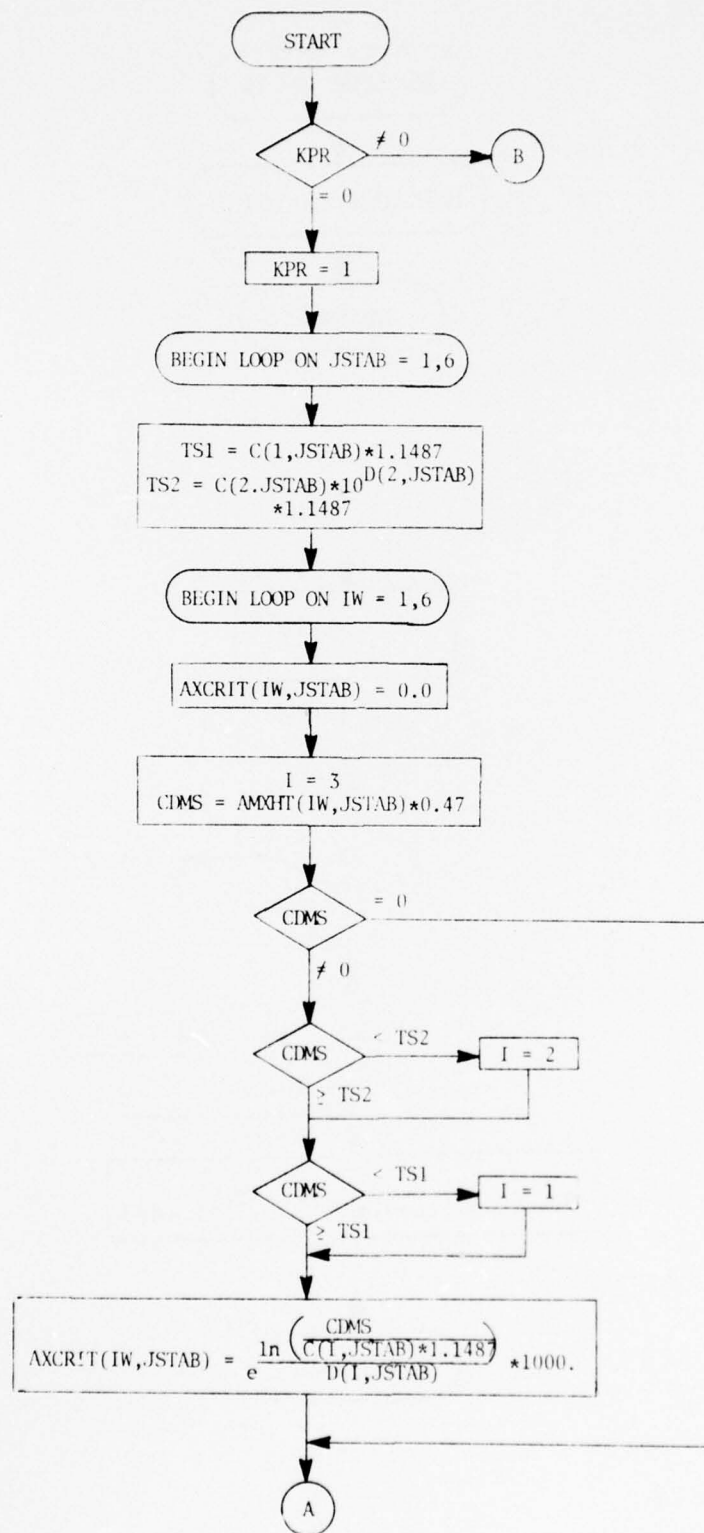 START
KPR
≠ 0
B
= 0
KPR = 1
BEGIN LOOP ON JSTAB = 1,6
TS1 = C(1,JSTAB)*1.1487
TS2 = C(2.JSTAB)*10^D(2,JSTAB)
*1.1487
BEGIN LOOP ON IW = 1,6
AXCRIT(IW,JSTAB) = 0.0
I = 3
CDMS = AMXHT(IW,JSTAB)*0.47
CDMS
= 0
≠ 0
CDMS
< TS2
I = 2
≥ TS2
CDMS
< TS1
I = 1
≥ TS1
AXCRIT(IW,JSTAB) = e^(ln(CDMS/(C(I,JSTAB)*1.1487))/D(I,JSTAB)) *1000.
A